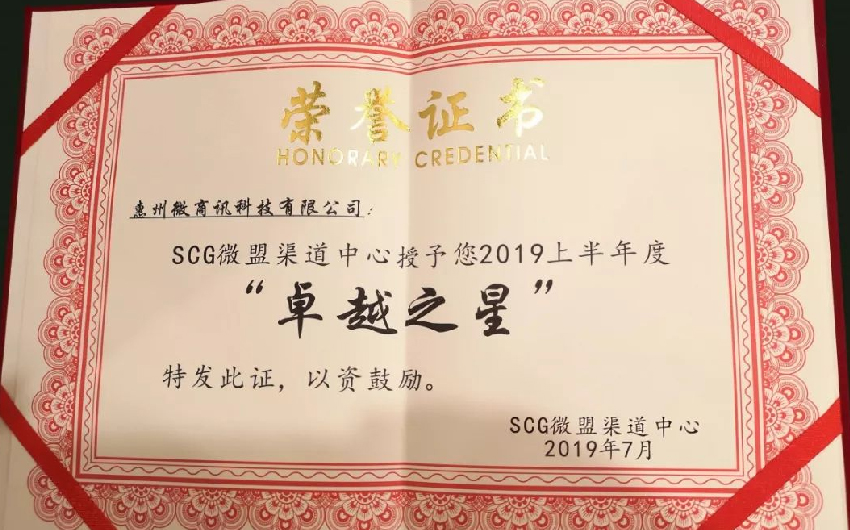 荣誉证书
HONORARY CREDENTIAL
惠州微商讯科技有限公司：
SCG微盟渠道中心授予您2019上半年度
“卓越之星”
特发此证，以资鼓励。
SCG微盟渠道中心
2019年7月